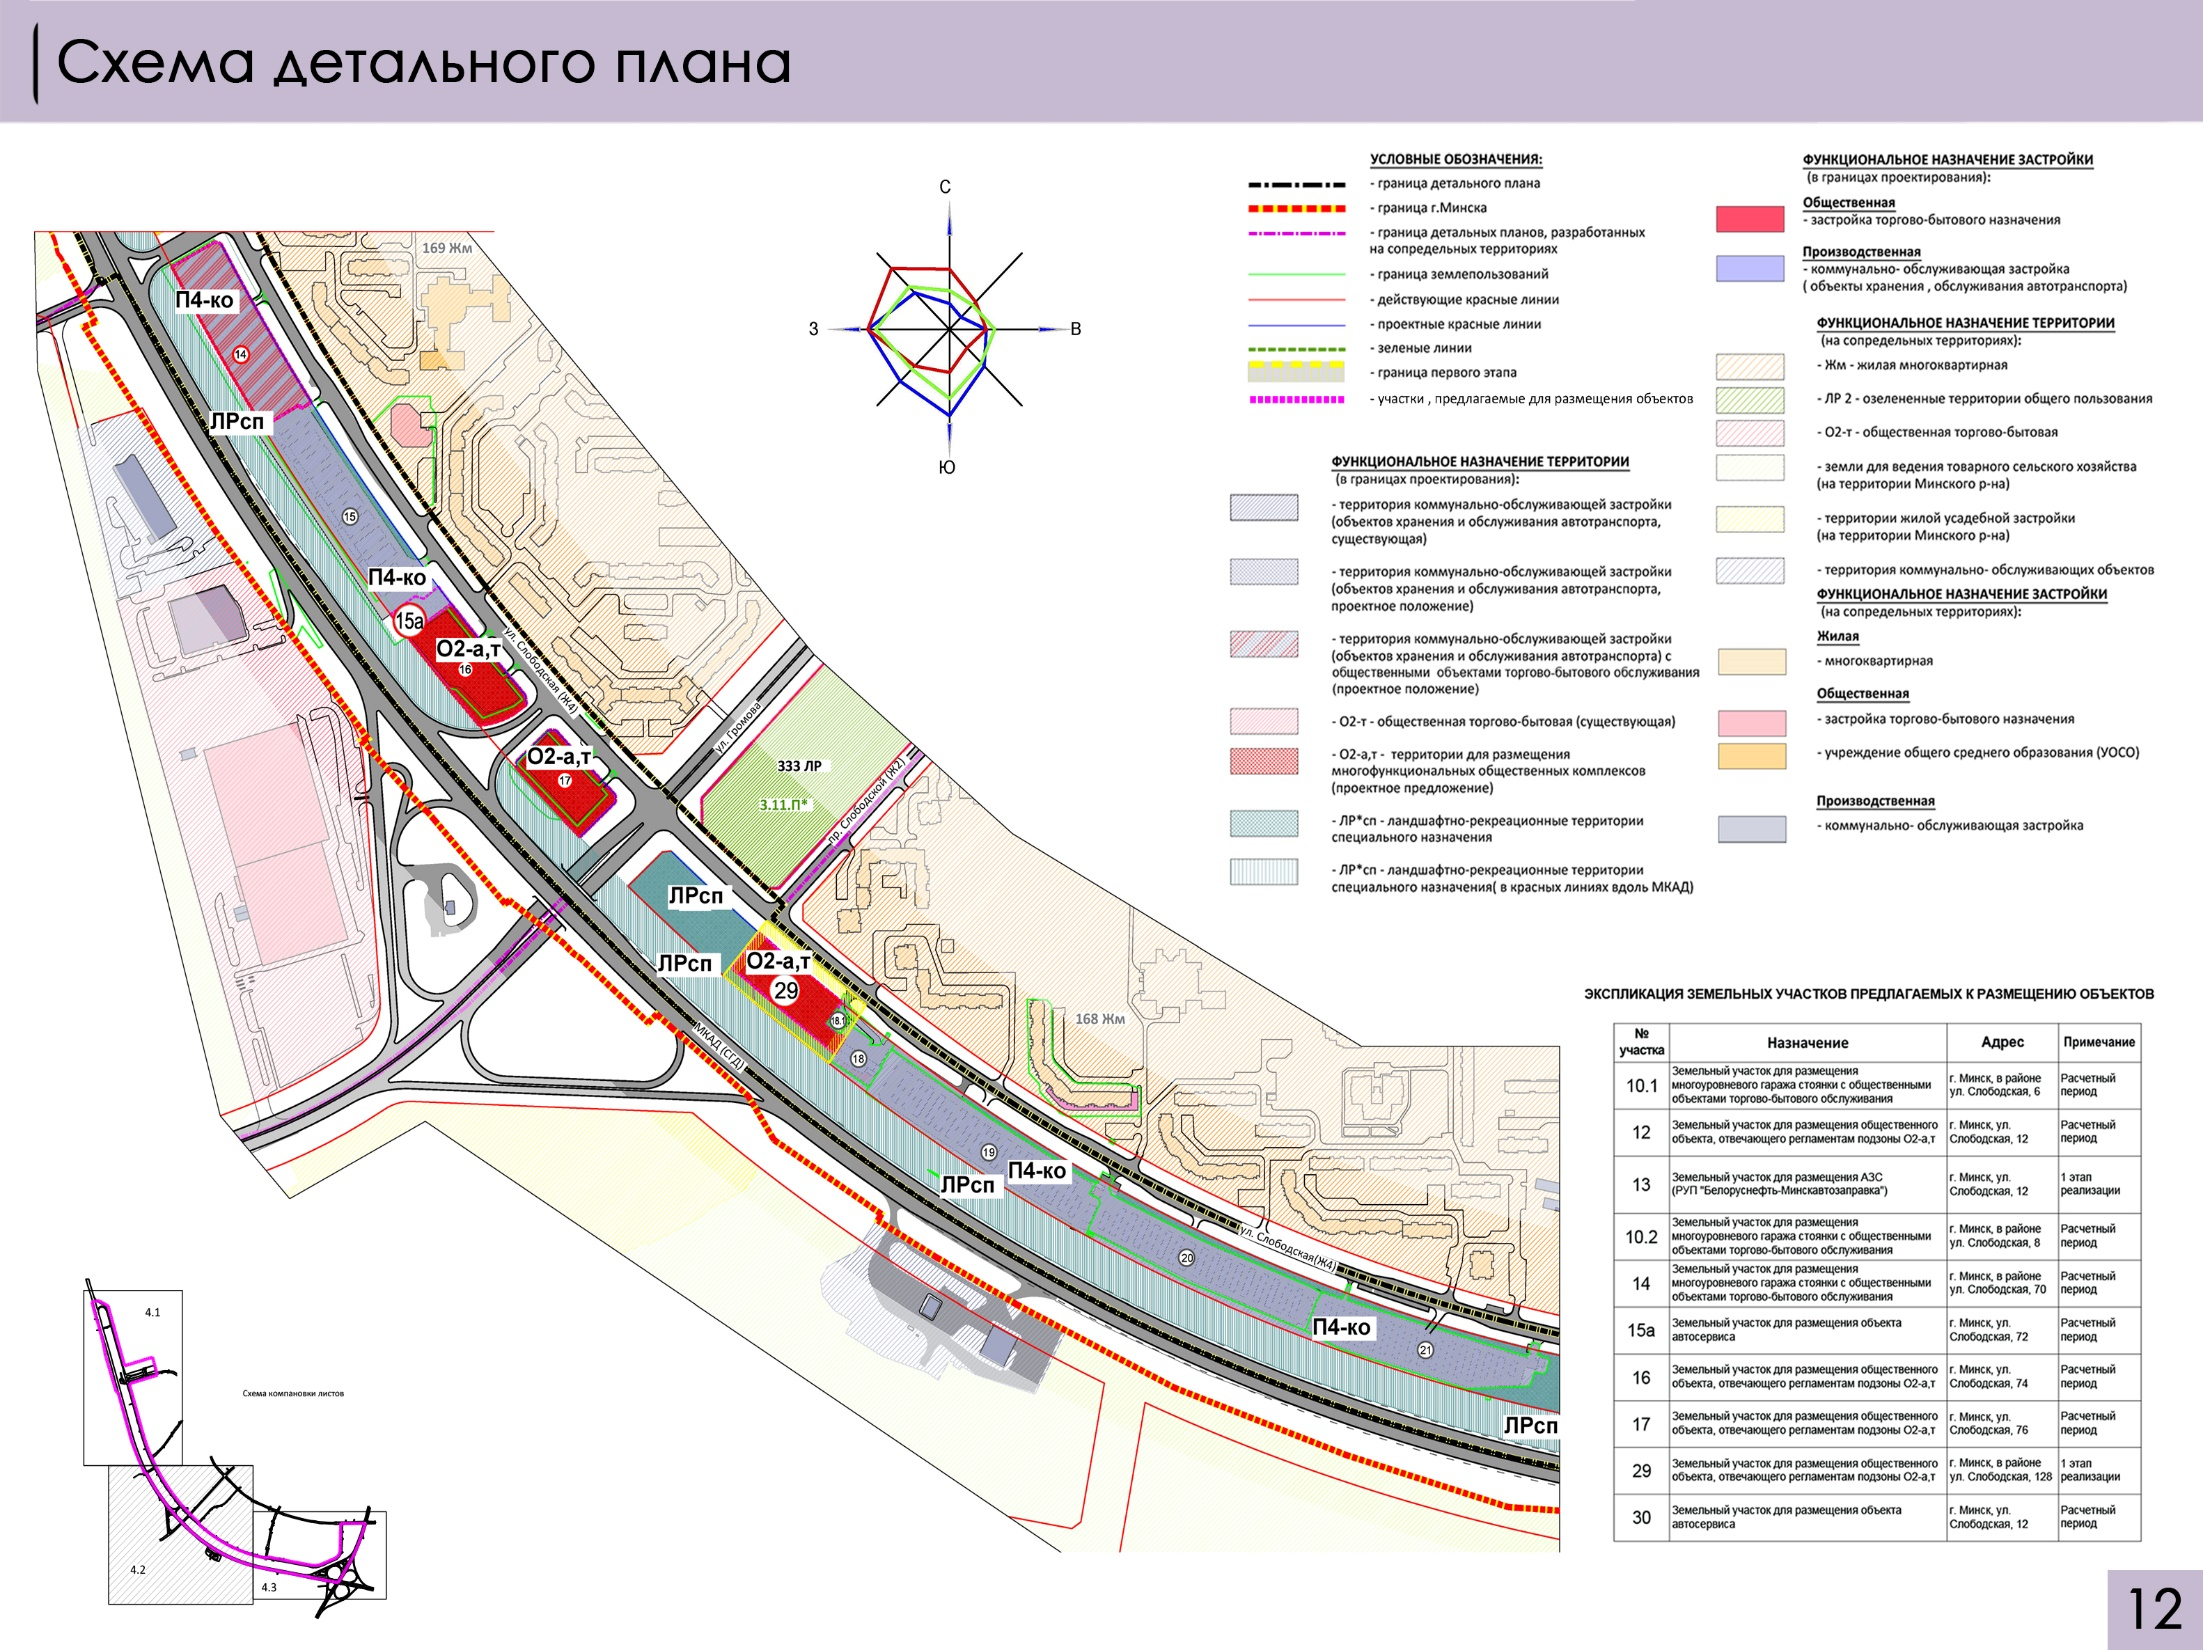 Схема детального плана
С
З
В
Ю
УСЛОВНЫЕ ОБОЗНАЧЕНИЯ:
- граница детального плана
- граница г.Минска
- граница детальных планов, разработанных
на сопредельных территориях
- граница землепользований
- действующие красные линии
- проектные красные линии
- зеленые линии
- граница первого этапа
- участки , предлагаемые для размещения объектов
ФУНКЦИОНАЛЬНОЕ НАЗНАЧЕНИЕ ТЕРРИТОРИИ
(в границах проектирования):
- территория коммунально-обслуживающей застройки
(объектов хранения и обслуживания автотранспорта,
существующая)
- территория коммунально-обслуживающей застройки
(объектов хранения и обслуживания автотранспорта,
проектное положение)
- территория коммунально-обслуживающей застройки
(объектов хранения и обслуживания автотранспорта) с
общественными объектами торгово-бытового обслуживания
(проектное положение)
- О2-т - общественная торгово-бытовая (существующая)
- О2-а,т - территории для размещения
многофункциональных общественных комплексов
(проектное предложение)
- ЛР*сп - ландшафтно-рекреационные территории
специального назначения
- ЛР*сп - ландшафтно-рекреационные территории
специального назначения( в красных линиях вдоль МКАД)
ФУНКЦИОНАЛЬНОЕ НАЗНАЧЕНИЕ ЗАСТРОЙКИ
(в границах проектирования):
Общественная
- застройка торгово-бытового назначения
Производственная
- коммунально- обслуживающая застройка
( объекты хранения , обслуживания автотранспорта)
ФУНКЦИОНАЛЬНОЕ НАЗНАЧЕНИЕ ТЕРРИТОРИИ
(на сопредельных территориях):
- Жм - жилая многоквартирная
- ЛР 2 - озелененные территории общего пользования
- О2-т - общественная торгово-бытовая
- земли для ведения товарного сельского хозяйства
(на территории Минского р-на)
- территории жилой усадебной застройки
(на территории Минского р-на)
- территория коммунально- обслуживающих объектов
ФУНКЦИОНАЛЬНОЕ НАЗНАЧЕНИЕ ЗАСТРОЙКИ
(на сопредельных территориях):
Жилая
- многоквартирная
Общественная
- застройка торгово-бытового назначения
- учреждение общего среднего образования (УОСО)
Производственная
- коммунально- обслуживающая застройка
169 Жм
П4-ко
14
ЛРсп
15
П4-ко
15а
О2-а,т
16
ул. Слободская (Ж4)
О2-а,т
17
ул. Громова
333 ЛР
3.11.П*
пр. Слободской (Ж2)
ЛРсп
ЛРсп
О2-а,т
29
18.1
18
МКАД (СГД)
168 Жм
19
П4-ко
ЛРсп
20
ул. Слободская(Ж4)
П4-ко
21
ЛРсп
ЭКСПЛИКАЦИЯ ЗЕМЕЛЬНЫХ УЧАСТКОВ ПРЕДЛАГАЕМЫХ К РАЗМЕЩЕНИЮ ОБЪЕКТОВ
№ участка Назначение Адрес Примечание
10.1 Земельный участок для размещения многоуровневого гаража стоянки с общественными объектами торгово-бытового обслуживания г. Минск, в районе ул. Слободская, 6 Расчетный период
12 Земельный участок для размещения общественного объекта, отвечающего регламентам подзоны О2-а,т г. Минск, ул. Слободская, 12 Расчетный период
13 Земельный участок для размещения АЗС (РУП "Белоруснефть-Минскавтозаправка") г. Минск, ул. Слободская, 12 1 этап реализации
10.2 Земельный участок для размещения многоуровневого гаража стоянки с общественными объектами торгово-бытового обслуживания г. Минск, в районе ул. Слободская, 8 Расчетный период
14 Земельный участок для размещения многоуровневого гаража стоянки с общественными объектами торгово-бытового обслуживания г. Минск, в районе ул. Слободская, 70 Расчетный период
15а Земельный участок для размещения объекта автосервиса г. Минск, ул. Слободская, 72 Расчетный период
16 Земельный участок для размещения общественного объекта, отвечающего регламентам подзоны О2-а,т г. Минск, ул. Слободская, 74 Расчетный период
17 Земельный участок для размещения общественного объекта, отвечающего регламентам подзоны О2-а,т г. Минск, ул. Слободская, 76 Расчетный период
29 Земельный участок для размещения общественного объекта, отвечающего регламентам подзоны О2-а,т г. Минск, в районе ул. Слободская, 128 1 этап реализации
30 Земельный участок для размещения объекта автосервиса г. Минск, ул. Слободская, 12 Расчетный период
4.1
Схема компановки листов
4.2
4.3
12